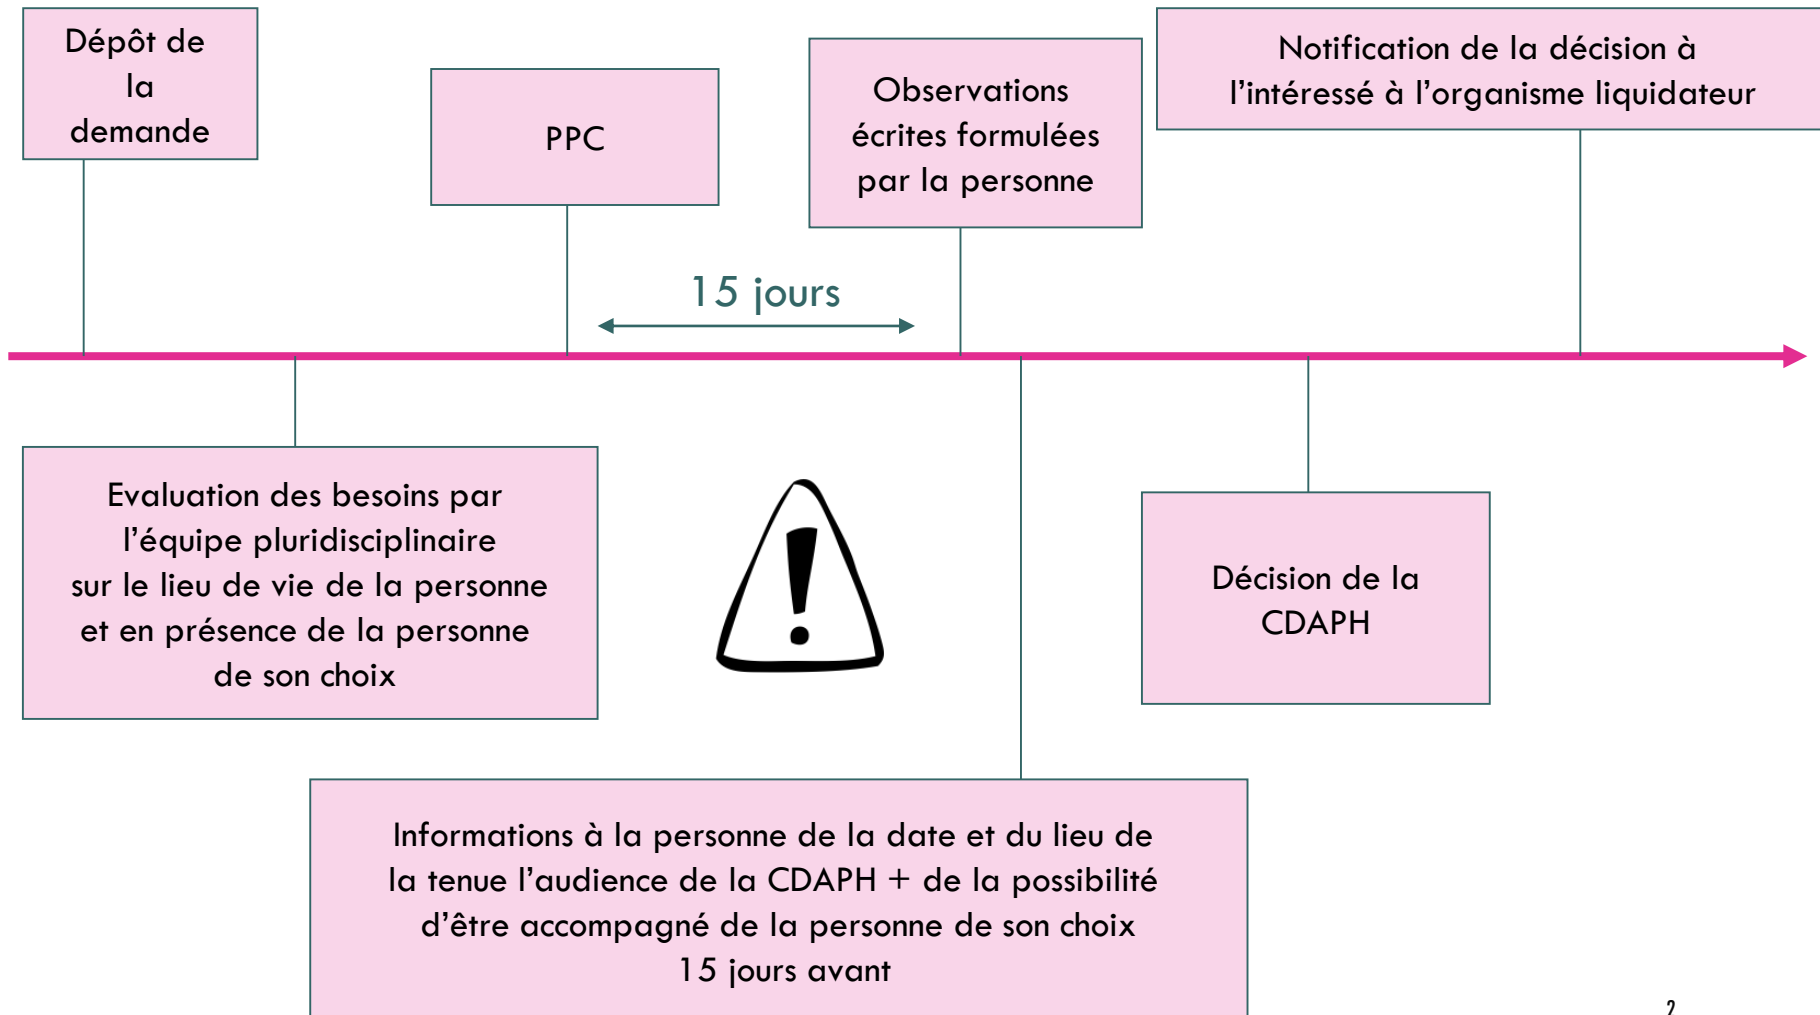 Dépôt de
la
demande
PPC
Observations
écrites formulées
par la personne
Notification de la décision à
l'intéressé à l'organisme liquidateur
15 jours
Evaluation des besoins par
l'équipe pluridisciplinaire
sur le lieu de vie de la personne
et en présence de la personne
de son choix
Décision de la
CDAPH
Informations à la personne de la date et du lieu de
la tenue l'audience de la CDAPH + de la possibilité
d'être accompagné de la personne de son choix
15 jours avant
2